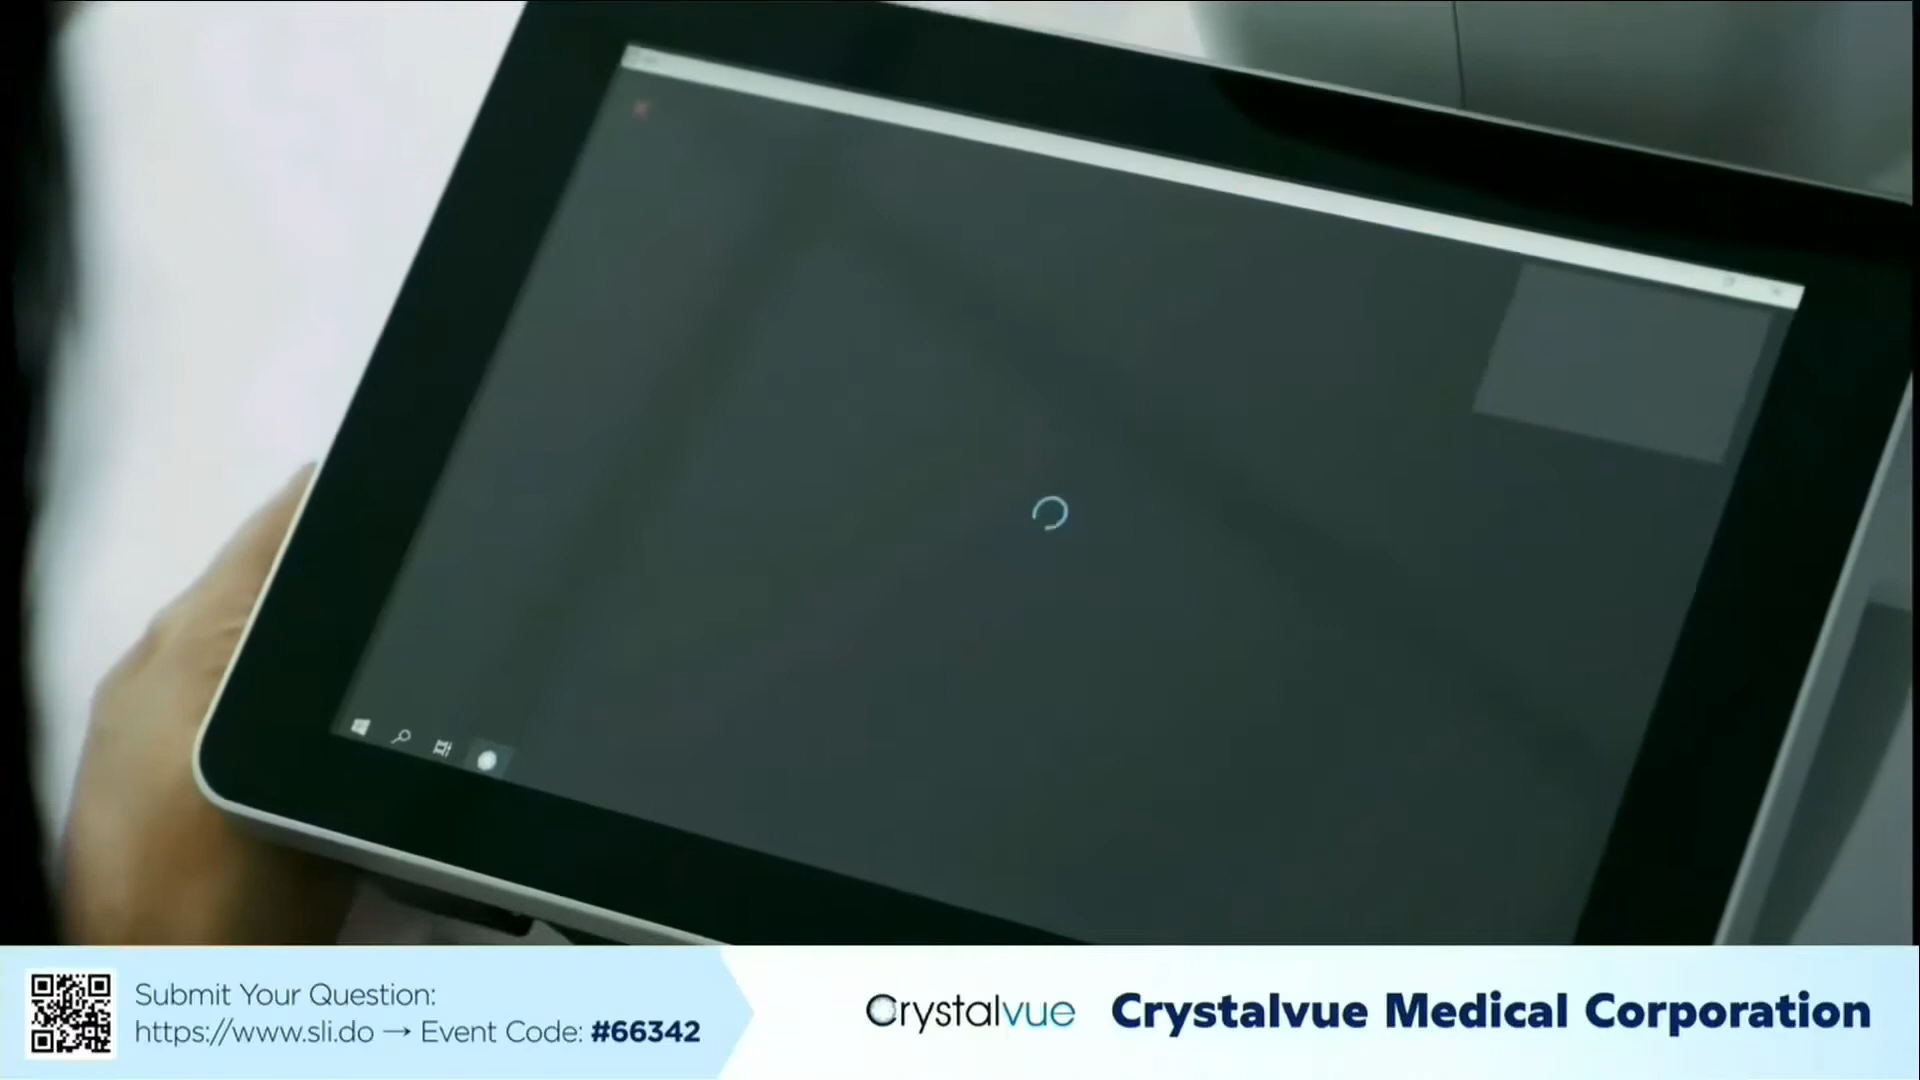 Submit Your Question:
https://www.sli.do → Event Code: #66342
Crystalvue
Crystalvue Medical Corporation